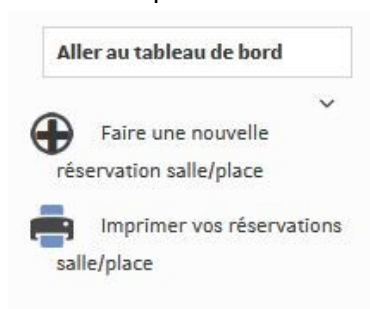 Aller au tableau de bord
Faire une nouvelle
réservation salle/place
Imprimer vos réservations
salle/place